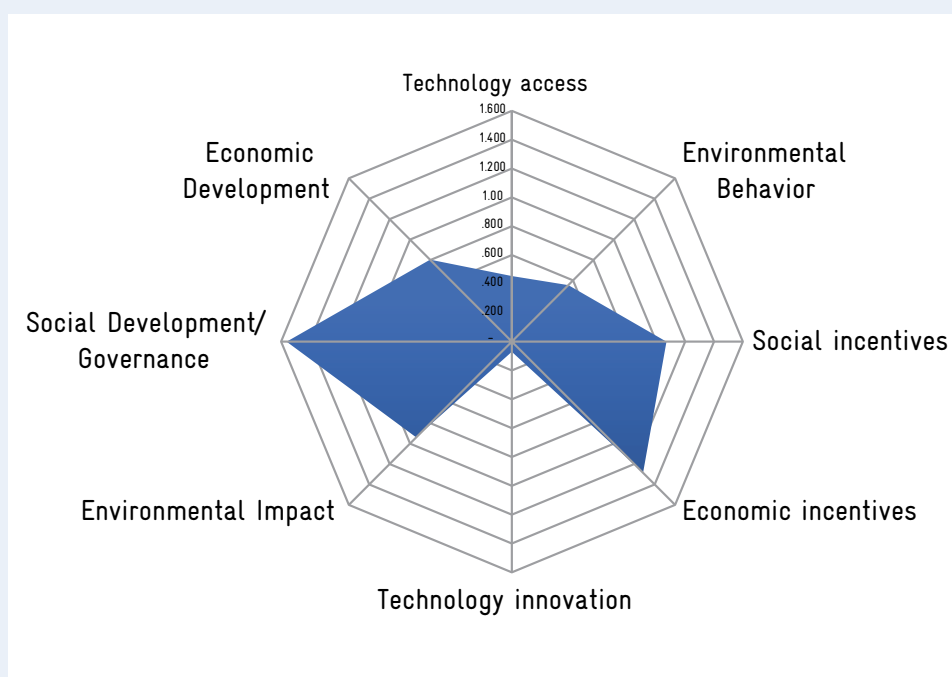 Technology access
1.600
1.400
1.200
1.00
.800
.600
.400
.200
–
Environmental
Behavior
Social incentives
Economic incentives
Technology innovation
Environmental Impact
Social Development/
Governance
Economic
Development